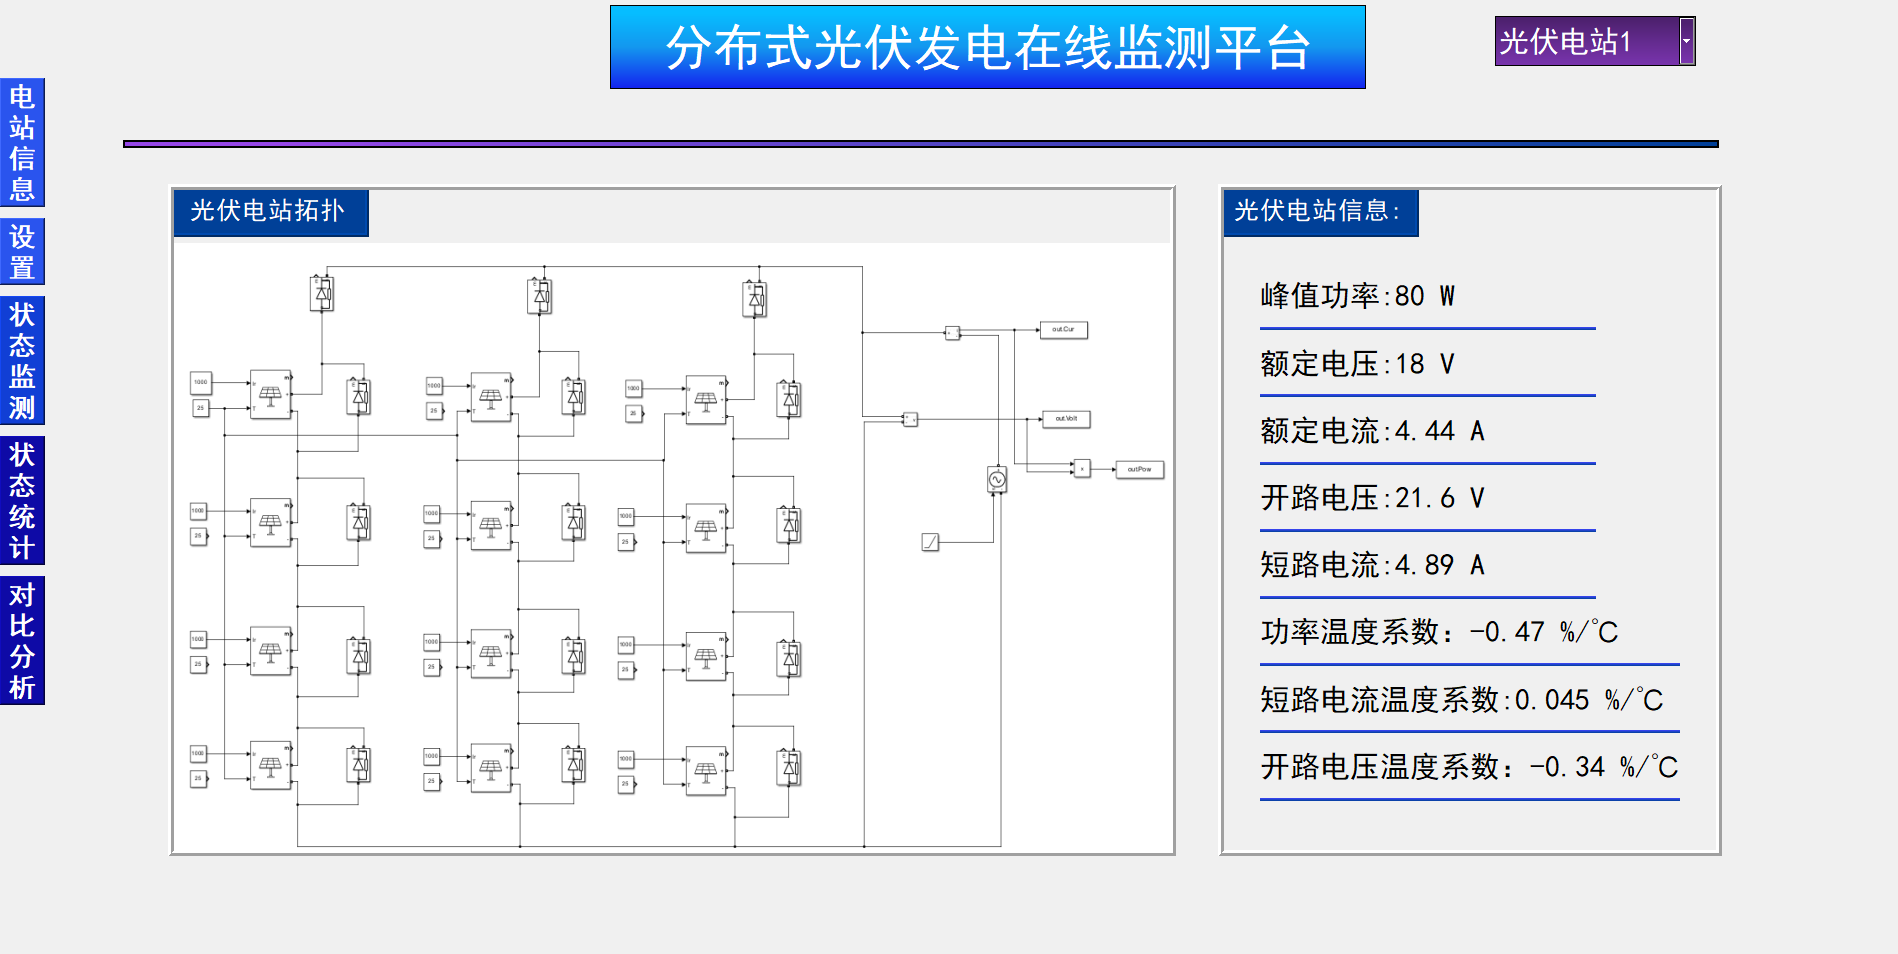 分布式光伏发电在线监测平台
光伏电站1
电站信息
设置
状态监测
状态统计
对比分析
光伏电站拓扑
out.Cur
out.Volt
out.Pow
1000
25
1000
25
1000
25
1000
25
1000
25
1000
25
1000
25
1000
25
1000
25
1000
25
1000
25
1000
25
光伏电站信息:
峰值功率:80 W
额定电压:18 V
额定电流:4.44 A
开路电压:21.6 V
短路电流:4.89 A
功率温度系数：-0.47 %/℃
短路电流温度系数:0.045 %/℃
开路电压温度系数：-0.34 %/℃